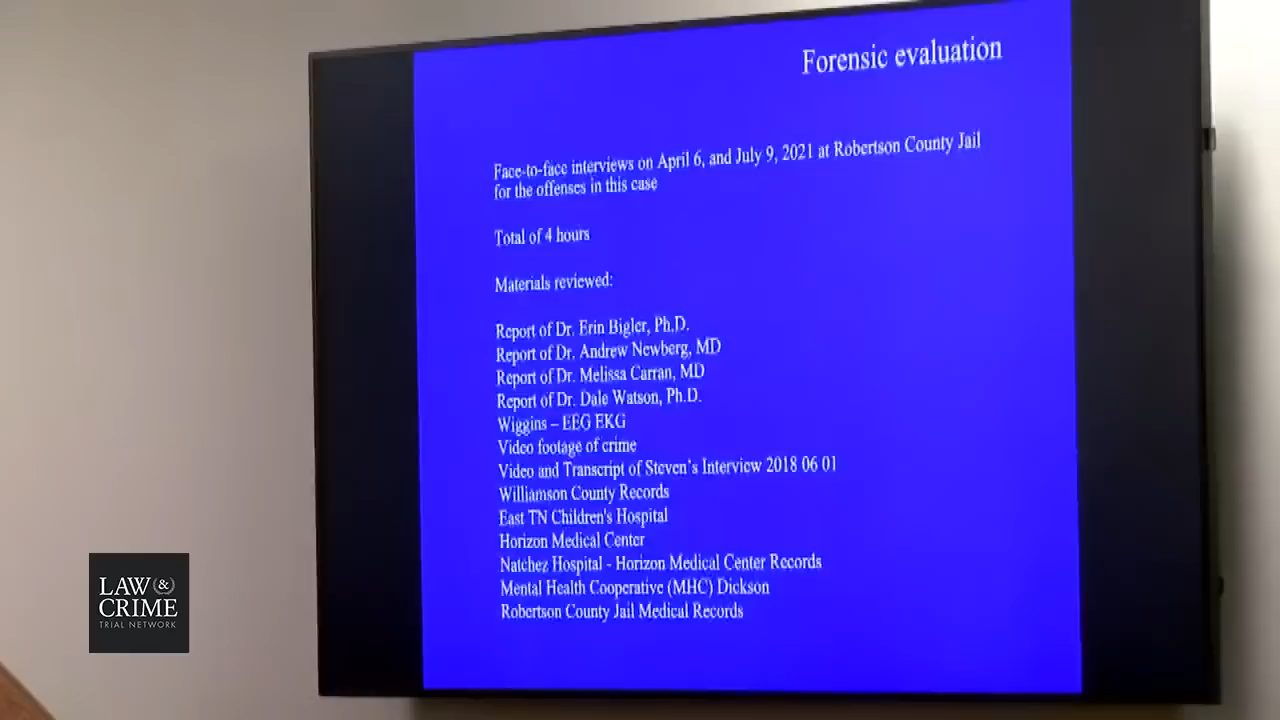 Forensic evaluation
Face-to-face interviews on April 6, and July 9, 2021 at Robertson County Jail
for the offenses in this case
Total of 4 hours
Materials reviewed:
Report of Dr. Erin Bigler, Ph.D.
Report of Dr. Andrew Newberg, MD
Report of Dr. Melissa Carran, MD
Report of Dr. Dale Watson, Ph.D.
Wiggins – EEG EKG
Video footage of crime
Video and Transcript of Steven's Interview 2018 06 01
Williamson County Records
East TN Children's Hospital
Horizon Medical Center
Natchez Hospital - Horizon Medical Center Records
Mental Health Cooperative (MHC) Dickson
Robertson County Jail Medical Records
LAW &
CRIME
TRIAL NETWORK